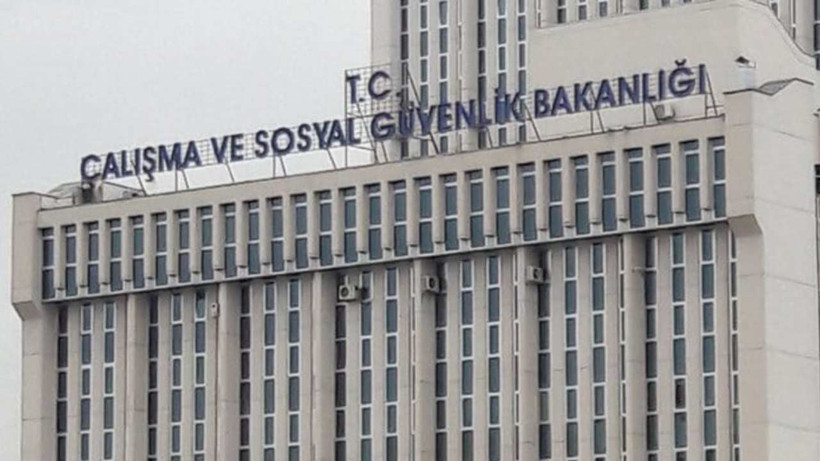 T.C.
ÇALIŞMA VE SOSYAL GÜVENLİK BAKANLIĞI